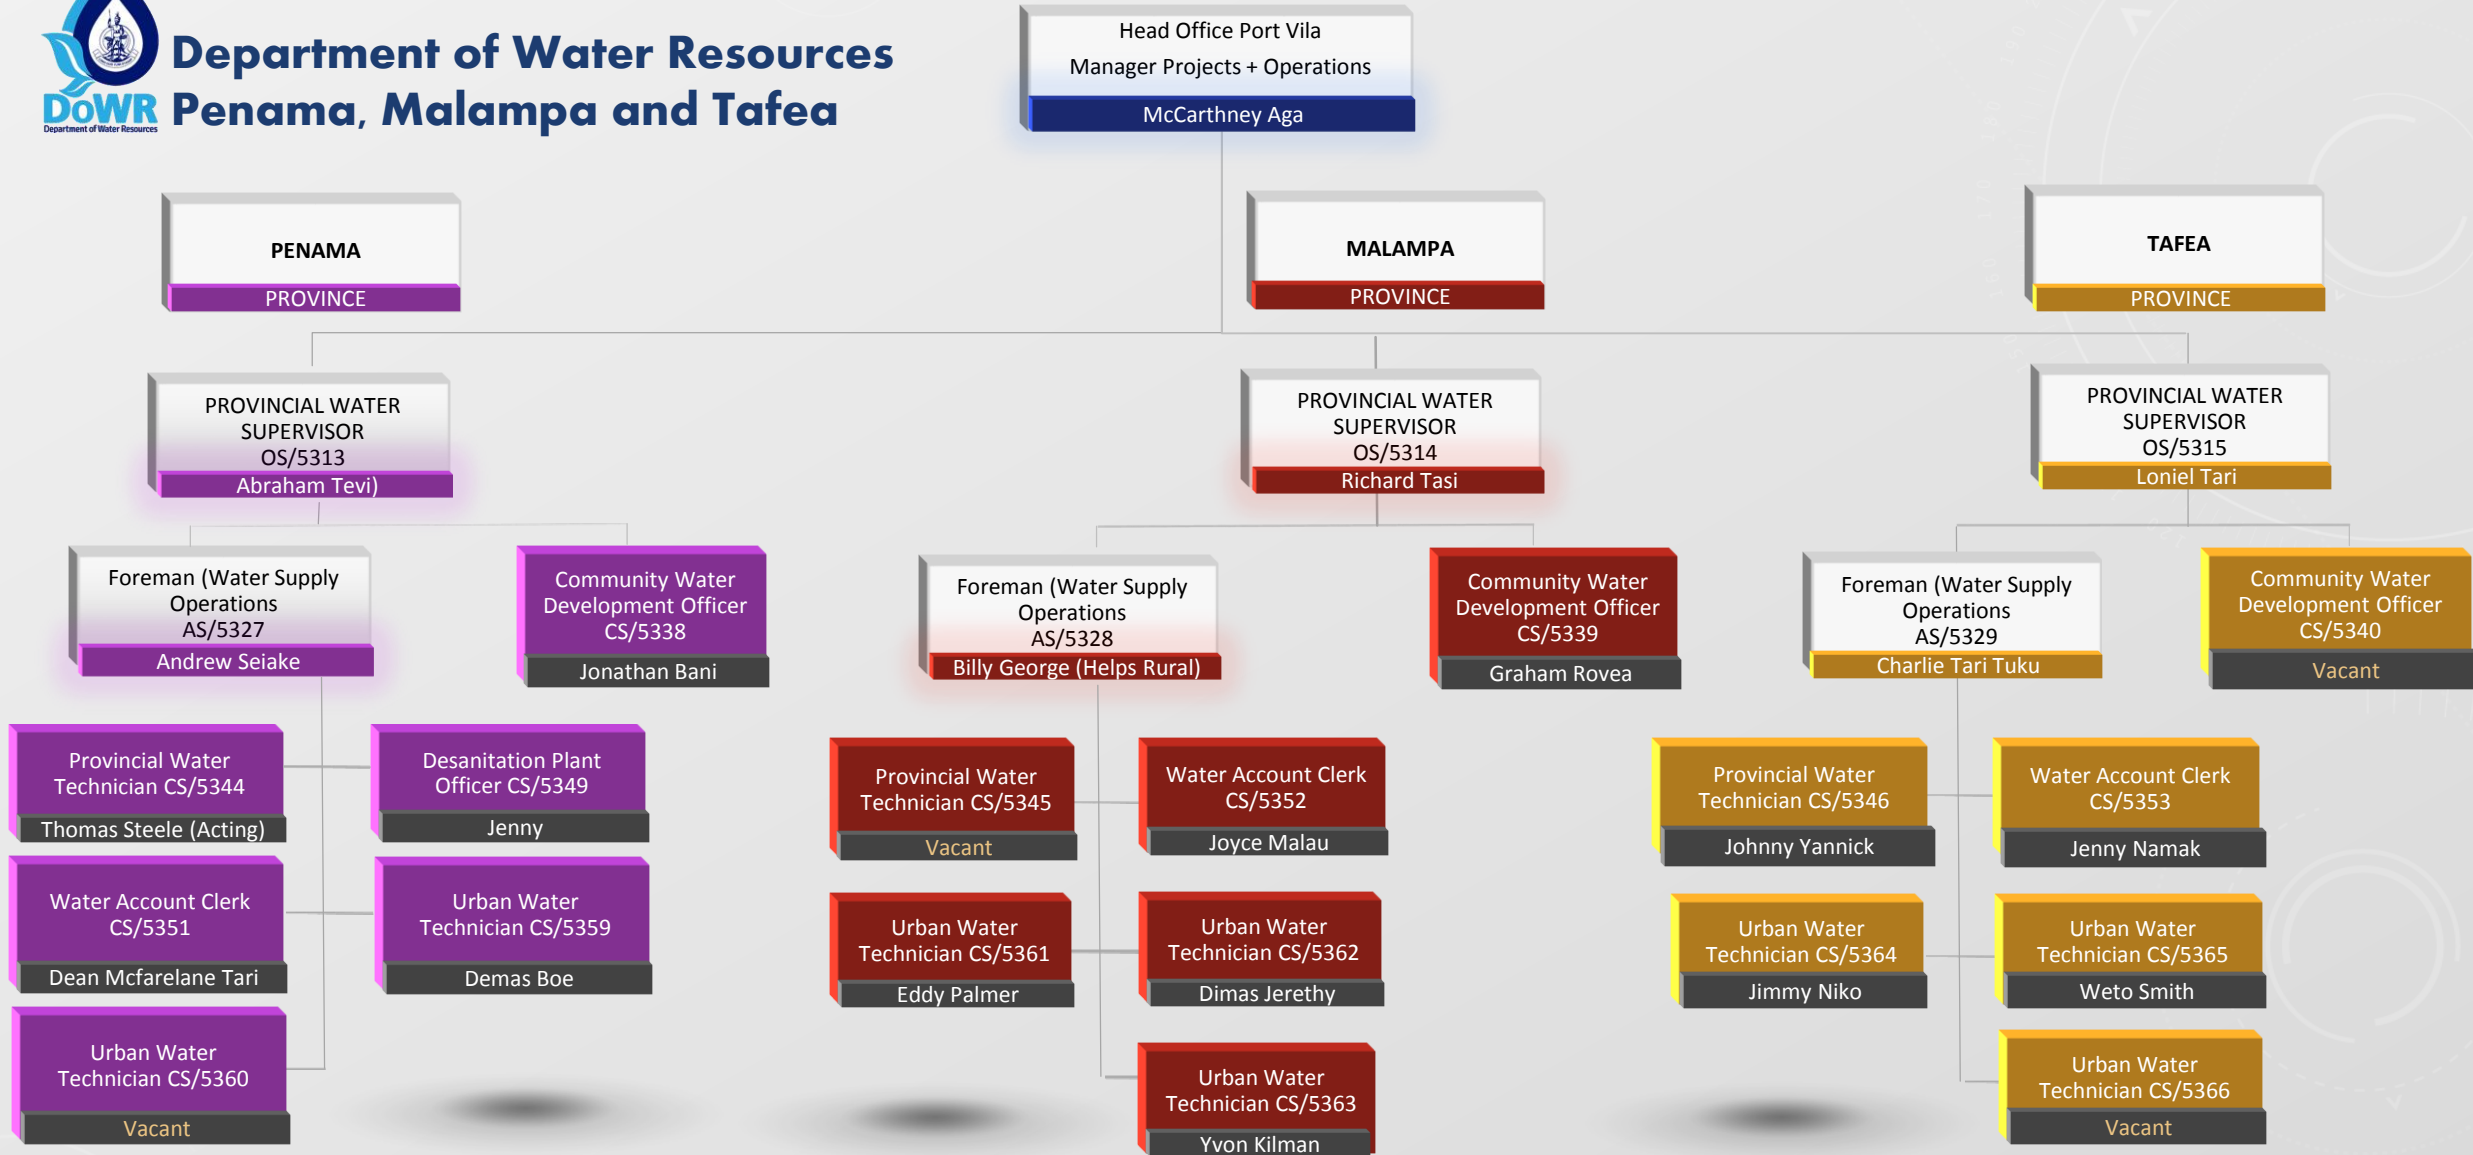 Department of Water Resources
Penama, Malampa and Tafea
DoWR
Department of Water Resources
Head Office Port Vila
Manager Projects + Operations
McCarthney Aga
PENAMA
PROVINCE
MALAMPA
PROVINCE
TAFEA
PROVINCE
PROVINCIAL WATER
SUPERVISOR
OS/5313
Abraham Tevi)
PROVINCIAL WATER
SUPERVISOR
OS/5314
Richard Tasi
PROVINCIAL WATER
SUPERVISOR
OS/5315
Loniel Tari
Foreman (Water Supply
Operations
AS/5327
Andrew Seiake
Community Water
Development Officer
CS/5338
Jonathan Bani
Foreman (Water Supply
Operations
AS/5328
Billy George (Helps Rural)
Community Water
Development Officer
CS/5339
Graham Rovea
Foreman (Water Supply
Operations
AS/5329
Charlie Tari Tuku
Community Water
Development Officer
CS/5340
Vacant
Provincial Water
Technician CS/5344
Thomas Steele (Acting)
Desanitation Plant
Officer CS/5349
Jenny
Water Account Clerk
CS/5351
Dean Mcfarelane Tari
Urban Water
Technician CS/5359
Demas Boe
Urban Water
Technician CS/5360
Vacant
Provincial Water
Technician CS/5345
Vacant
Water Account Clerk
CS/5352
Joyce Malau
Urban Water
Technician CS/5361
Eddy Palmer
Urban Water
Technician CS/5362
Dimas Jerethy
Urban Water
Technician CS/5363
Yvon Kilman
Provincial Water
Technician CS/5346
Johnny Yannick
Water Account Clerk
CS/5353
Jenny Namak
Urban Water
Technician CS/5364
Jimmy Niko
Urban Water
Technician CS/5365
Weto Smith
Urban Water
Technician CS/5366
Vacant